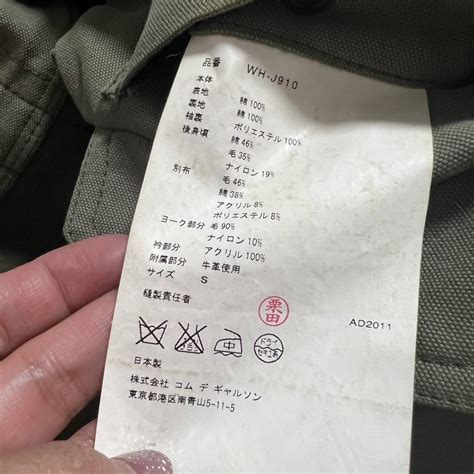 品番 WH-J910
本体
表地 綿 100%
裏地 綿 100%
袖裏 ポリエステル 100%
後身頃 綿 46%
毛 35%
ナイロン 19%
別布 毛 46%
綿 38%
アクリル 8%
ポリエステル 8%
ヨーク部分 毛 90%
ナイロン 10%
衿部分 アクリル 100%
附属部分 牛革使用
サイズ S
縫製責任者 栗田 AD2011
中 ドライ セキユ系
日本製
株式会社 コム デ ギャルソン
東京都港区南青山5-11-5